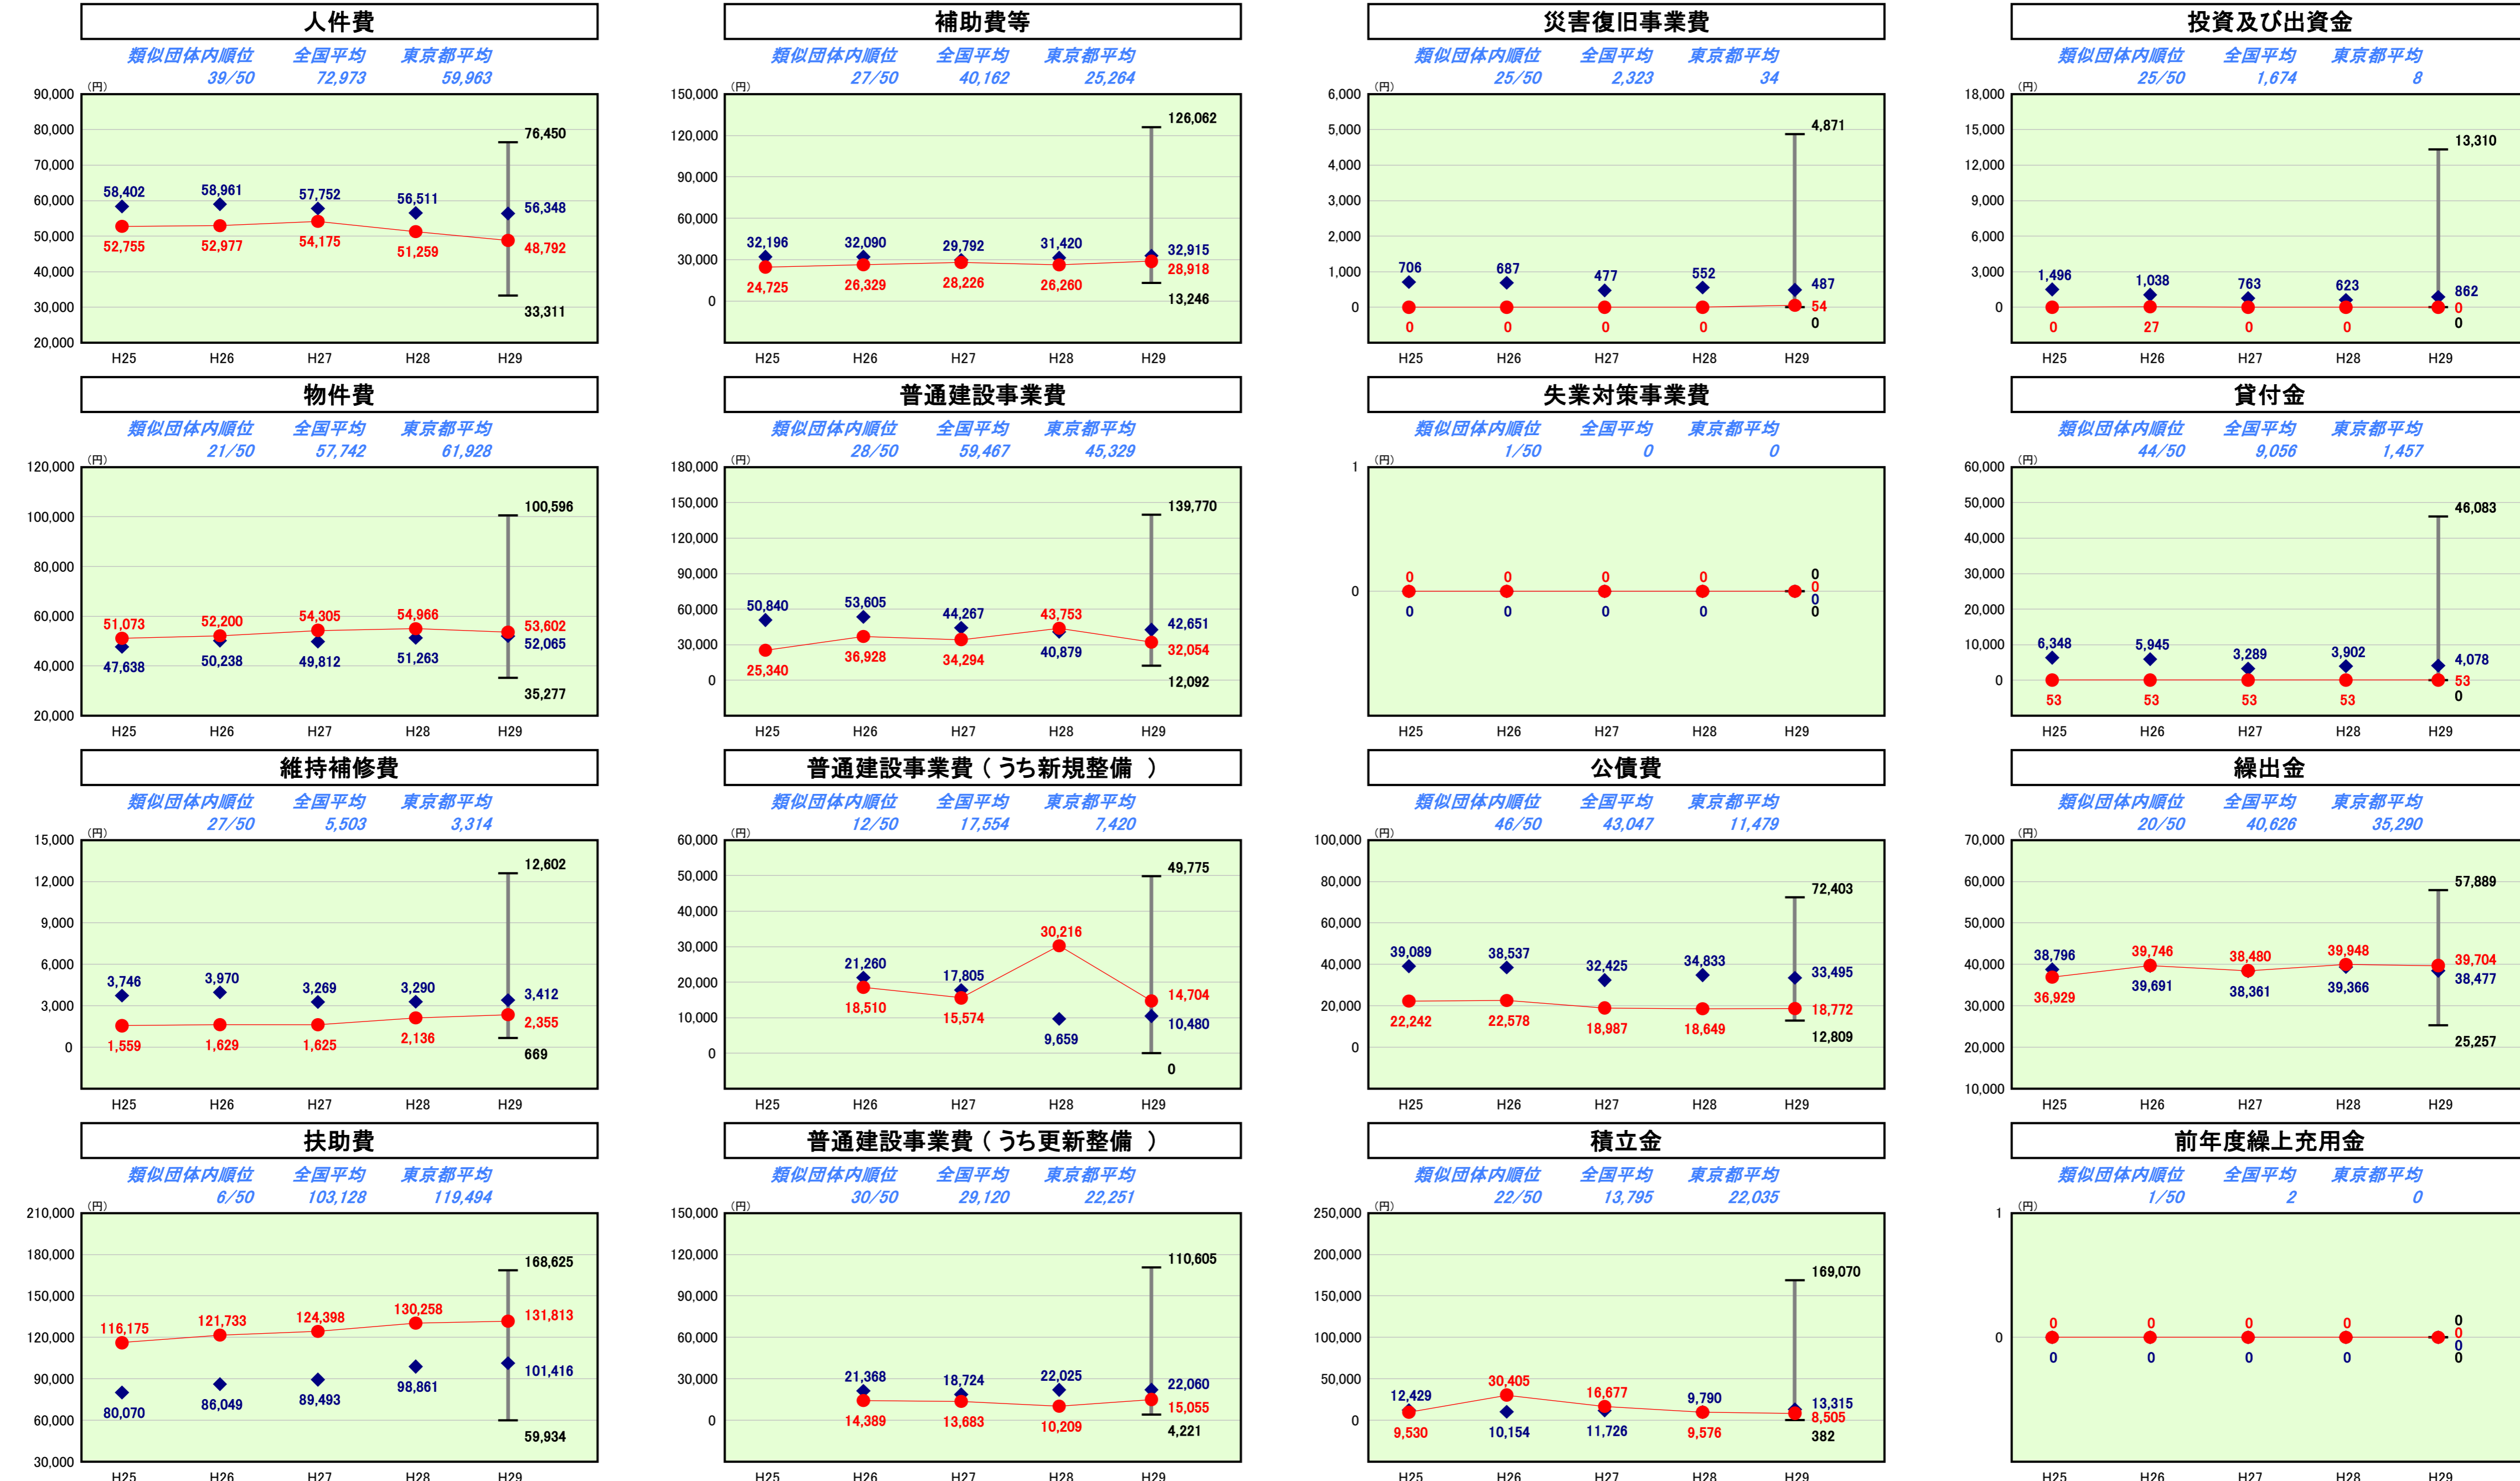 人件費
類似団体内順位 全国平均 東京都平均
39/50 72,973 59,963
(円)
90,000
80,000
70,000
60,000
50,000
40,000
30,000
20,000
76,450
58,402 58,961 57,752 56,511 56,348
52,755 52,977 54,175 51,259 48,792
33,311
H25 H26 H27 H28 H29
補助費等
類似団体内順位 全国平均 東京都平均
27/50 40,162 25,264
(円)
150,000
120,000
90,000
60,000
30,000
0
126,062
32,196 32,090 29,792 31,420 32,915
24,725 26,329 28,226 26,260 28,918
13,246
H25 H26 H27 H28 H29
災害復旧事業費
類似団体内順位 全国平均 東京都平均
25/50 2,323 34
(円)
6,000
5,000
4,000
3,000
2,000
1,000
0
4,871
706 687 477 552 487
0 0 0 0 54
0
H25 H26 H27 H28 H29
投資及び出資金
類似団体内順位 全国平均 東京都平均
25/50 1,674 8
(円)
18,000
15,000
12,000
9,000
6,000
3,000
0
13,310
1,496 1,038 763 623 862
0 27 0 0 0
0
H25 H26 H27 H28 H29
物件費
類似団体内順位 全国平均 東京都平均
21/50 57,742 61,928
(円)
120,000
100,000
80,000
60,000
40,000
20,000
100,596
51,073 52,200 54,305 54,966 53,602
47,638 50,238 49,812 51,263 52,065
35,277
H25 H26 H27 H28 H29
普通建設事業費
類似団体内順位 全国平均 東京都平均
28/50 59,467 45,329
(円)
180,000
150,000
120,000
90,000
60,000
30,000
0
139,770
50,840 53,605 44,267 43,753 42,651
25,340 36,928 34,294 40,879 32,054
12,092
H25 H26 H27 H28 H29
失業対策事業費
類似団体内順位 全国平均 東京都平均
1/50 0 0
(円)
1
0
0
0 0 0 0 0
0 0 0 0 0
0
H25 H26 H27 H28 H29
貸付金
類似団体内順位 全国平均 東京都平均
44/50 9,056 1,457
(円)
60,000
50,000
40,000
30,000
20,000
10,000
0
46,083
6,348 5,945 3,289 3,902 4,078
53 53 53 53 53
0
H25 H26 H27 H28 H29
維持補修費
類似団体内順位 全国平均 東京都平均
27/50 5,503 3,314
(円)
15,000
12,000
9,000
6,000
3,000
0
12,602
3,746 3,970 3,269 3,290 3,412
1,559 1,629 1,625 2,136 2,355
669
H25 H26 H27 H28 H29
普通建設事業費(うち新規整備 )
類似団体内順位 全国平均 東京都平均
12/50 17,554 7,420
(円)
60,000
50,000
40,000
30,000
20,000
10,000
0
49,775
21,260 17,805 30,216 14,704
18,510 15,574 9,659 10,480
0
H25 H26 H27 H28 H29
公債費
類似団体内順位 全国平均 東京都平均
46/50 43,047 11,479
(円)
100,000
80,000
60,000
40,000
20,000
0
72,403
39,089 38,537 32,425 34,833 33,495
22,242 22,578 18,987 18,649 18,772
12,809
H25 H26 H27 H28 H29
繰出金
類似団体内順位 全国平均 東京都平均
20/50 40,626 35,290
(円)
70,000
60,000
50,000
40,000
30,000
20,000
10,000
57,889
38,796 39,746 38,480 39,948 39,704
36,929 39,691 38,361 39,366 38,477
25,257
H25 H26 H27 H28 H29
扶助費
類似団体内順位 全国平均 東京都平均
6/50 103,128 119,494
(円)
210,000
180,000
150,000
120,000
90,000
60,000
30,000
168,625
116,175 121,733 124,398 130,258 131,813
80,070 86,049 89,493 98,861 101,416
59,934
H25 H26 H27 H28 H29
普通建設事業費(うち更新整備 )
類似団体内順位 全国平均 東京都平均
30/50 29,120 22,251
(円)
150,000
120,000
90,000
60,000
30,000
0
110,605
21,368 18,724 22,025 22,060
14,389 13,683 10,209 15,055
4,221
H25 H26 H27 H28 H29
積立金
類似団体内順位 全国平均 東京都平均
22/50 13,795 22,035
(円)
250,000
200,000
150,000
100,000
50,000
0
169,070
12,429 30,405 16,677 9,790 13,315
9,530 10,154 11,726 9,576 8,505
382
H25 H26 H27 H28 H29
前年度繰上充用金
類似団体内順位 全国平均 東京都平均
1/50 2 0
(円)
1
0
0
0 0 0 0 0
0 0 0 0 0
0
H25 H26 H27 H28 H29